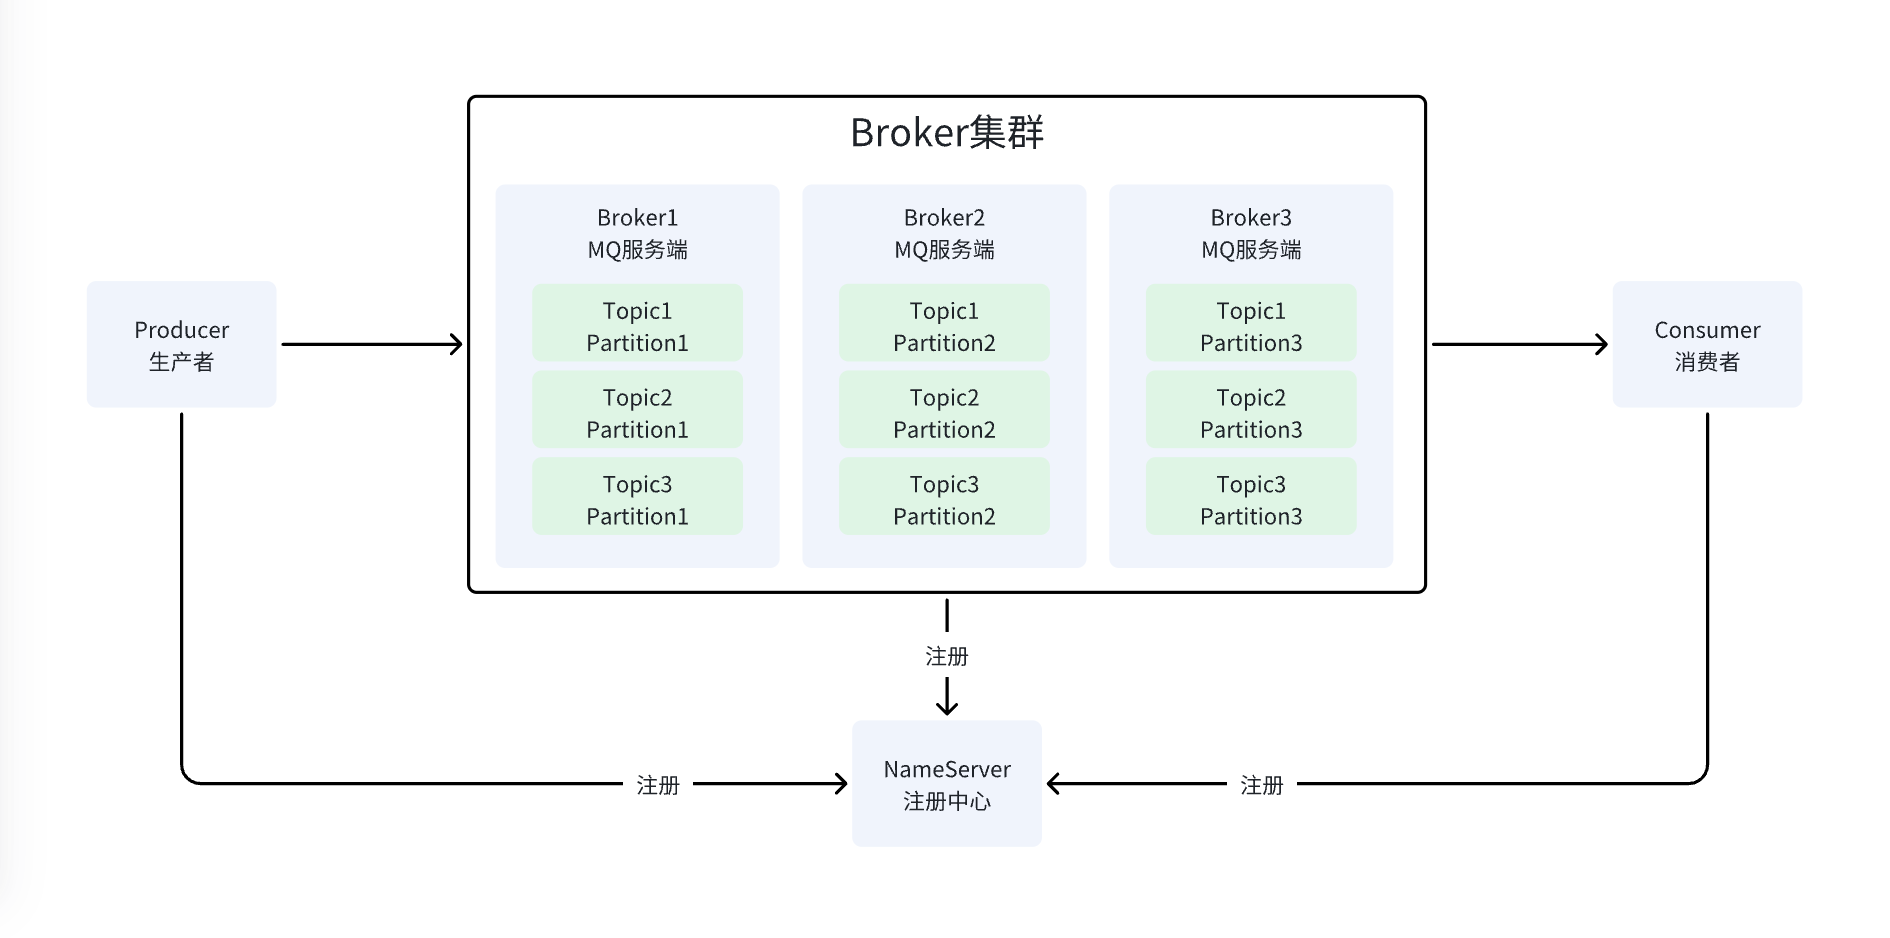 Broker集群
Broker1
MQ服务端
Topic1
Partition1
Topic2
Partition1
Topic3
Partition1
Broker2
MQ服务端
Topic1
Partition2
Topic2
Partition2
Topic3
Partition2
Broker3
MQ服务端
Topic1
Partition3
Topic2
Partition3
Topic3
Partition3
Producer
生产者
Consumer
消费者
注册
注册
注册
NameServer
注册中心